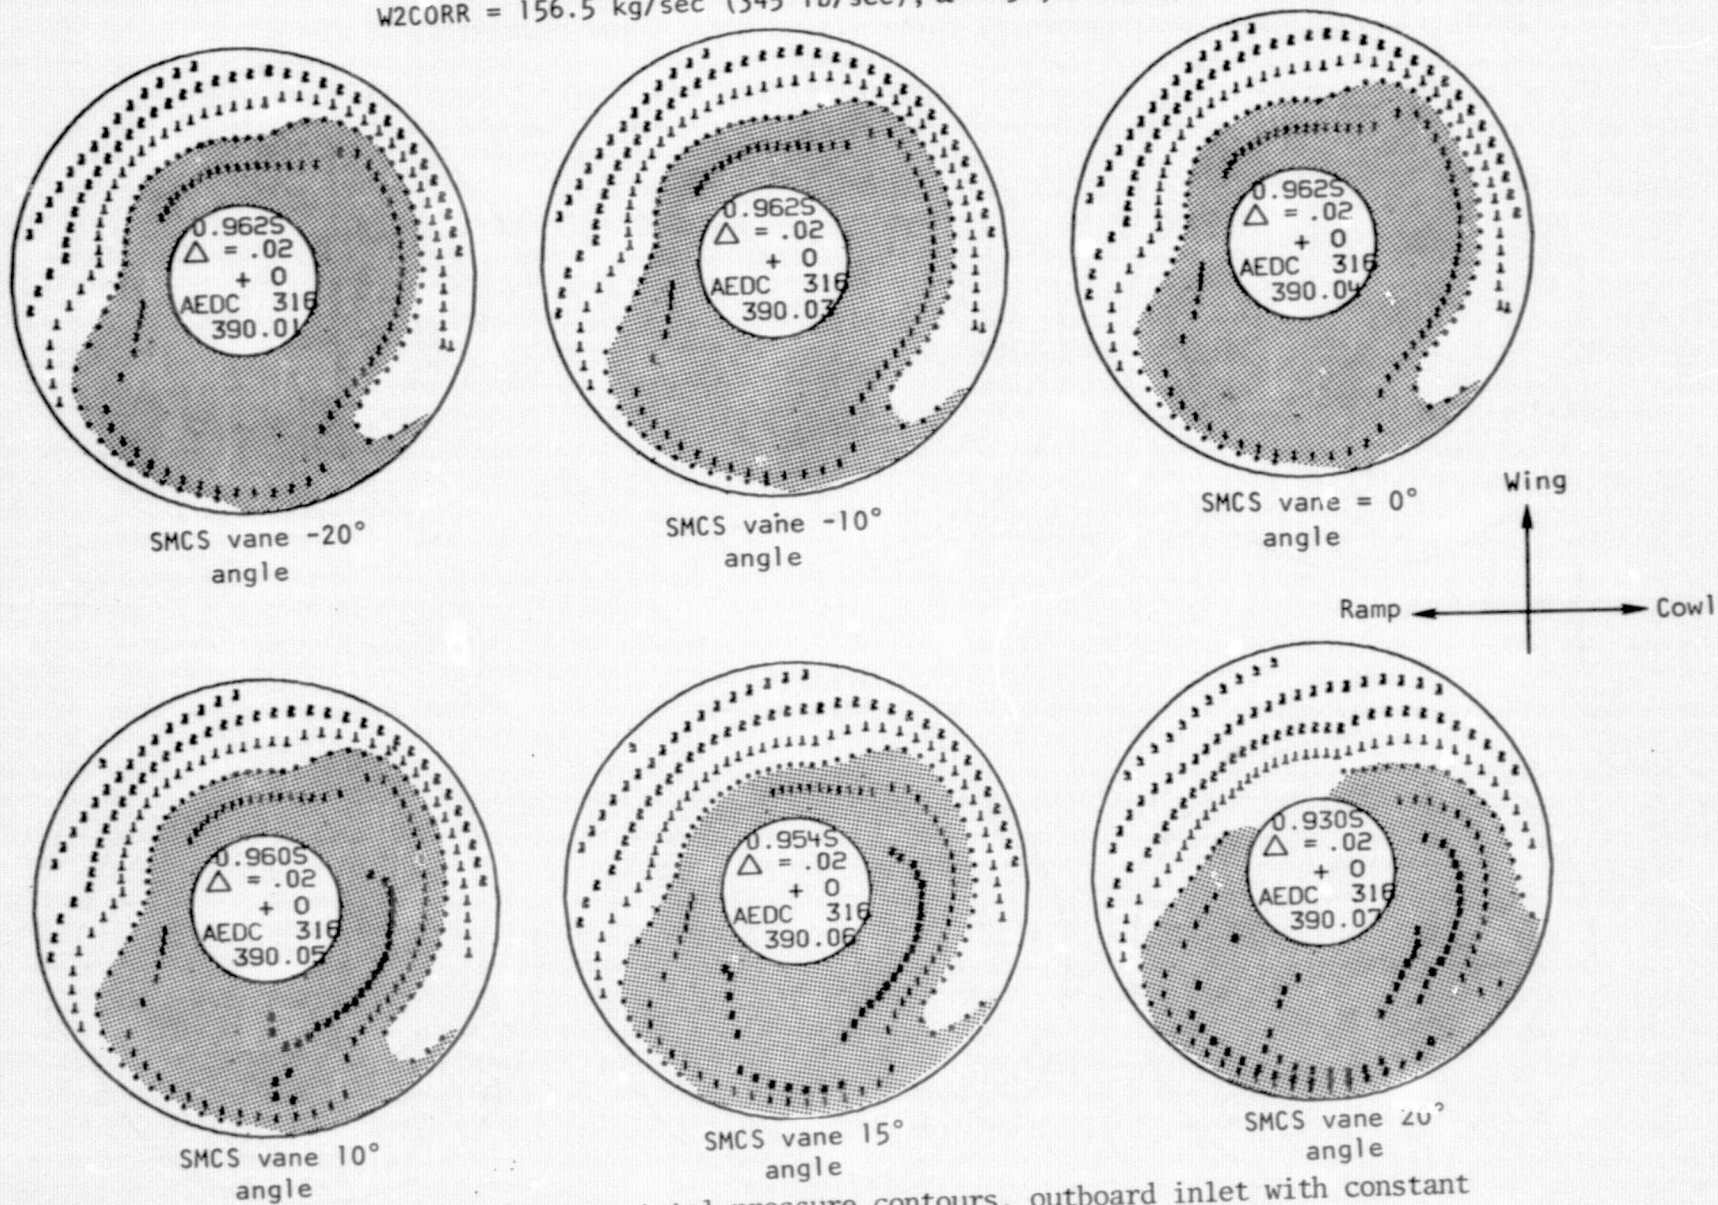 W2CORR = 156.5 kg/sec (345 lb/sec),
0.962S
△ = .02
+ 0
AEDC 316
390.01
SMCS vane -20°
angle
0.962S
△ = .02
+ 0
AEDC 316
390.03
SMCS vane -10°
angle
0.962S
△ = .02
+ 0
AEDC 316
390.04
SMCS vane = 0°
angle
Wing
Ramp
Cowl
0.960S
△ = .02
+ 0
AEDC 316
390.05
SMCS vane 10°
angle
0.954S
△ = .02
+ 0
AEDC 316
390.06
SMCS vane 15°
angle
0.930S
△ = .02
+ 0
AEDC 316
390.07
SMCS vane 20°
angle
pressure contours, outboard inlet with constant